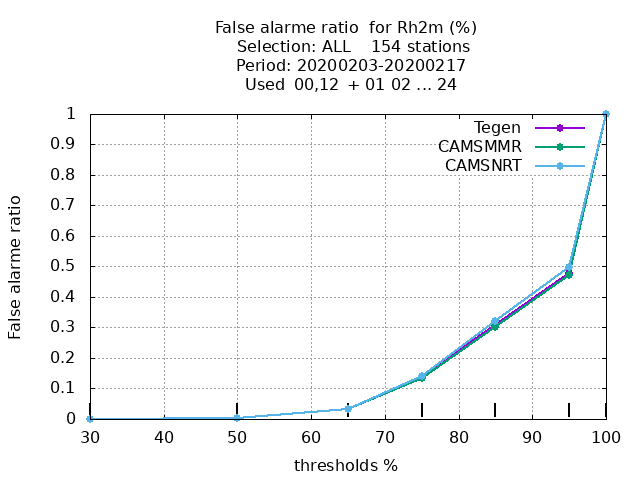 False alarme ratio  for Rh2m (%)
Selection: ALL    154 stations
Period: 20200203-20200217
Used  00,12  + 01 02 ... 24
Tegen
CAMSMMR
CAMSNRT
False alarme ratio
1
0.9
0.8
0.7
0.6
0.5
0.4
0.3
0.2
0.1
0
30 40 50 60 70 80 90 100
thresholds %